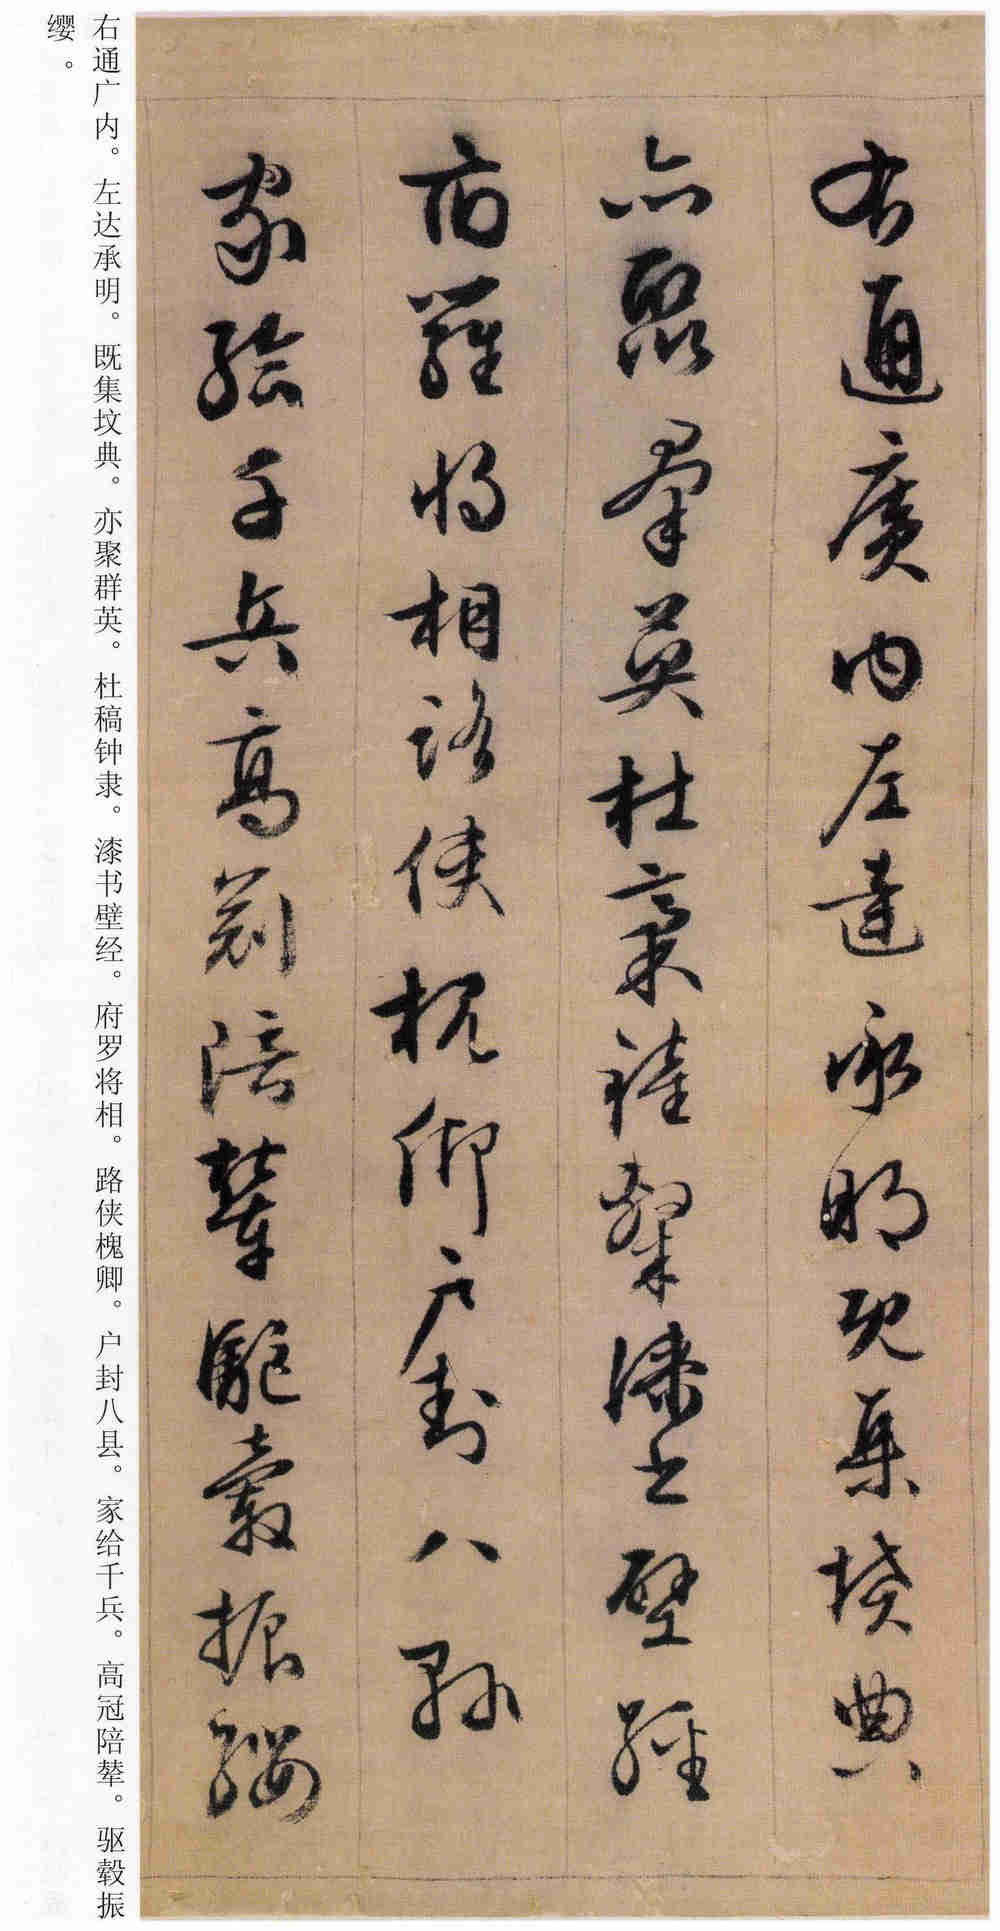 右通廣内左達承明既集墳典
亦聚羣英杜稾鍾隸漆書壁經
府羅將相路俠槐卿戶封八縣
家給千兵高冠陪輦驅轂振纓
右通广内。左达承明。既集坟典。亦聚群英。杜稿钟隶。漆书壁经。府罗将相。路侠槐卿。户封八县。家给千兵。高冠陪辇。驱毂振
缨。